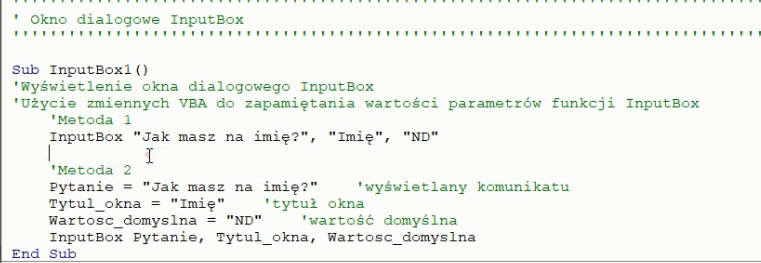 ''''''''''''''''''''''''''''''''''''''''''''''''''''''''''''''''''''''''''''''''''''''''''
' Okno dialogowe InputBox
''''''''''''''''''''''''''''''''''''''''''''''''''''''''''''''''''''''''''''''''''''''''''
Sub InputBox1()
'Wyświetlenie okna dialogowego InputBox
'Użycie zmiennych VBA do zapamiętania wartości parametrów funkcji InputBox
'Metoda 1
InputBox "Jak masz na imię?", "Imię", "ND"
'Metoda 2
Pytanie = "Jak masz na imię?" 'wyświetlany komunikatu
Tytul_okna = "Imię" 'tytuł okna
Wartosc_domyslna = "ND" 'wartość domyślna
InputBox Pytanie, Tytul_okna, Wartosc_domyslna
End Sub